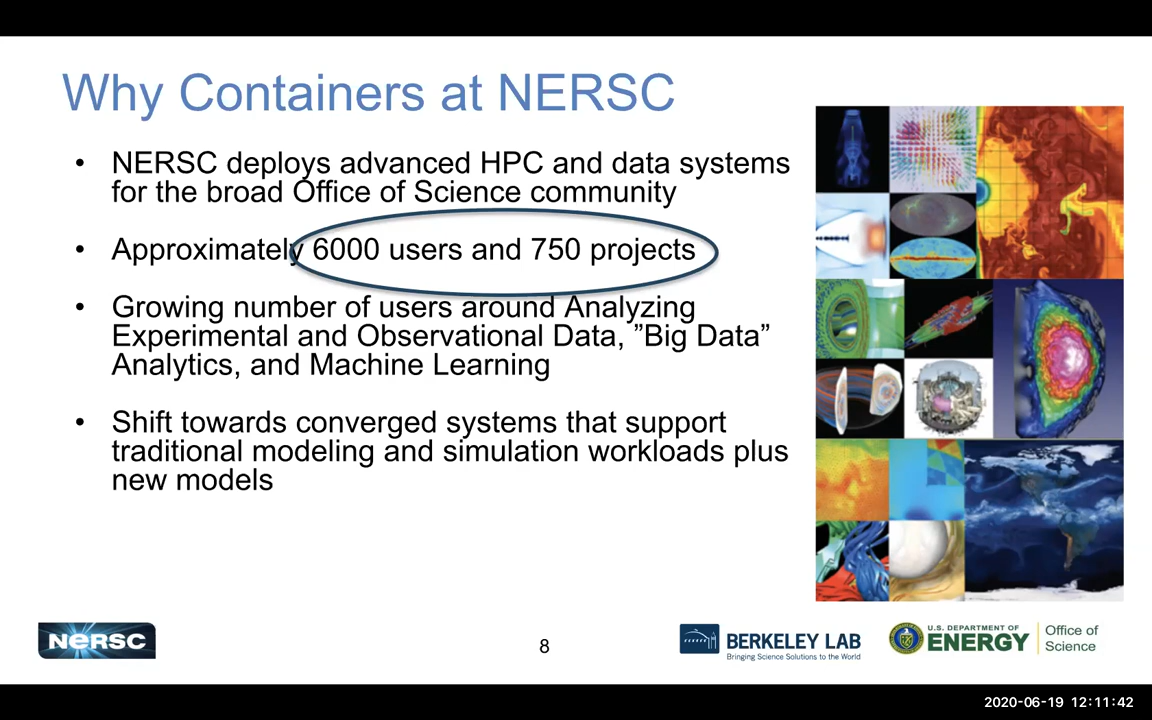 Why Containers at NERSC
• NERSC deploys advanced HPC and data systems
for the broad Office of Science community
• Approximately 6000 users and 750 projects
• Growing number of users around Analyzing
Experimental and Observational Data, ”Big Data”
Analytics, and Machine Learning
• Shift towards converged systems that support
traditional modeling and simulation workloads plus
new models
NERSC
8
BERKELEY LAB
Bringing Science Solutions to the World
U.S. DEPARTMENT OF
ENERGY
Office of
Science
2020-06-19 12:11:42